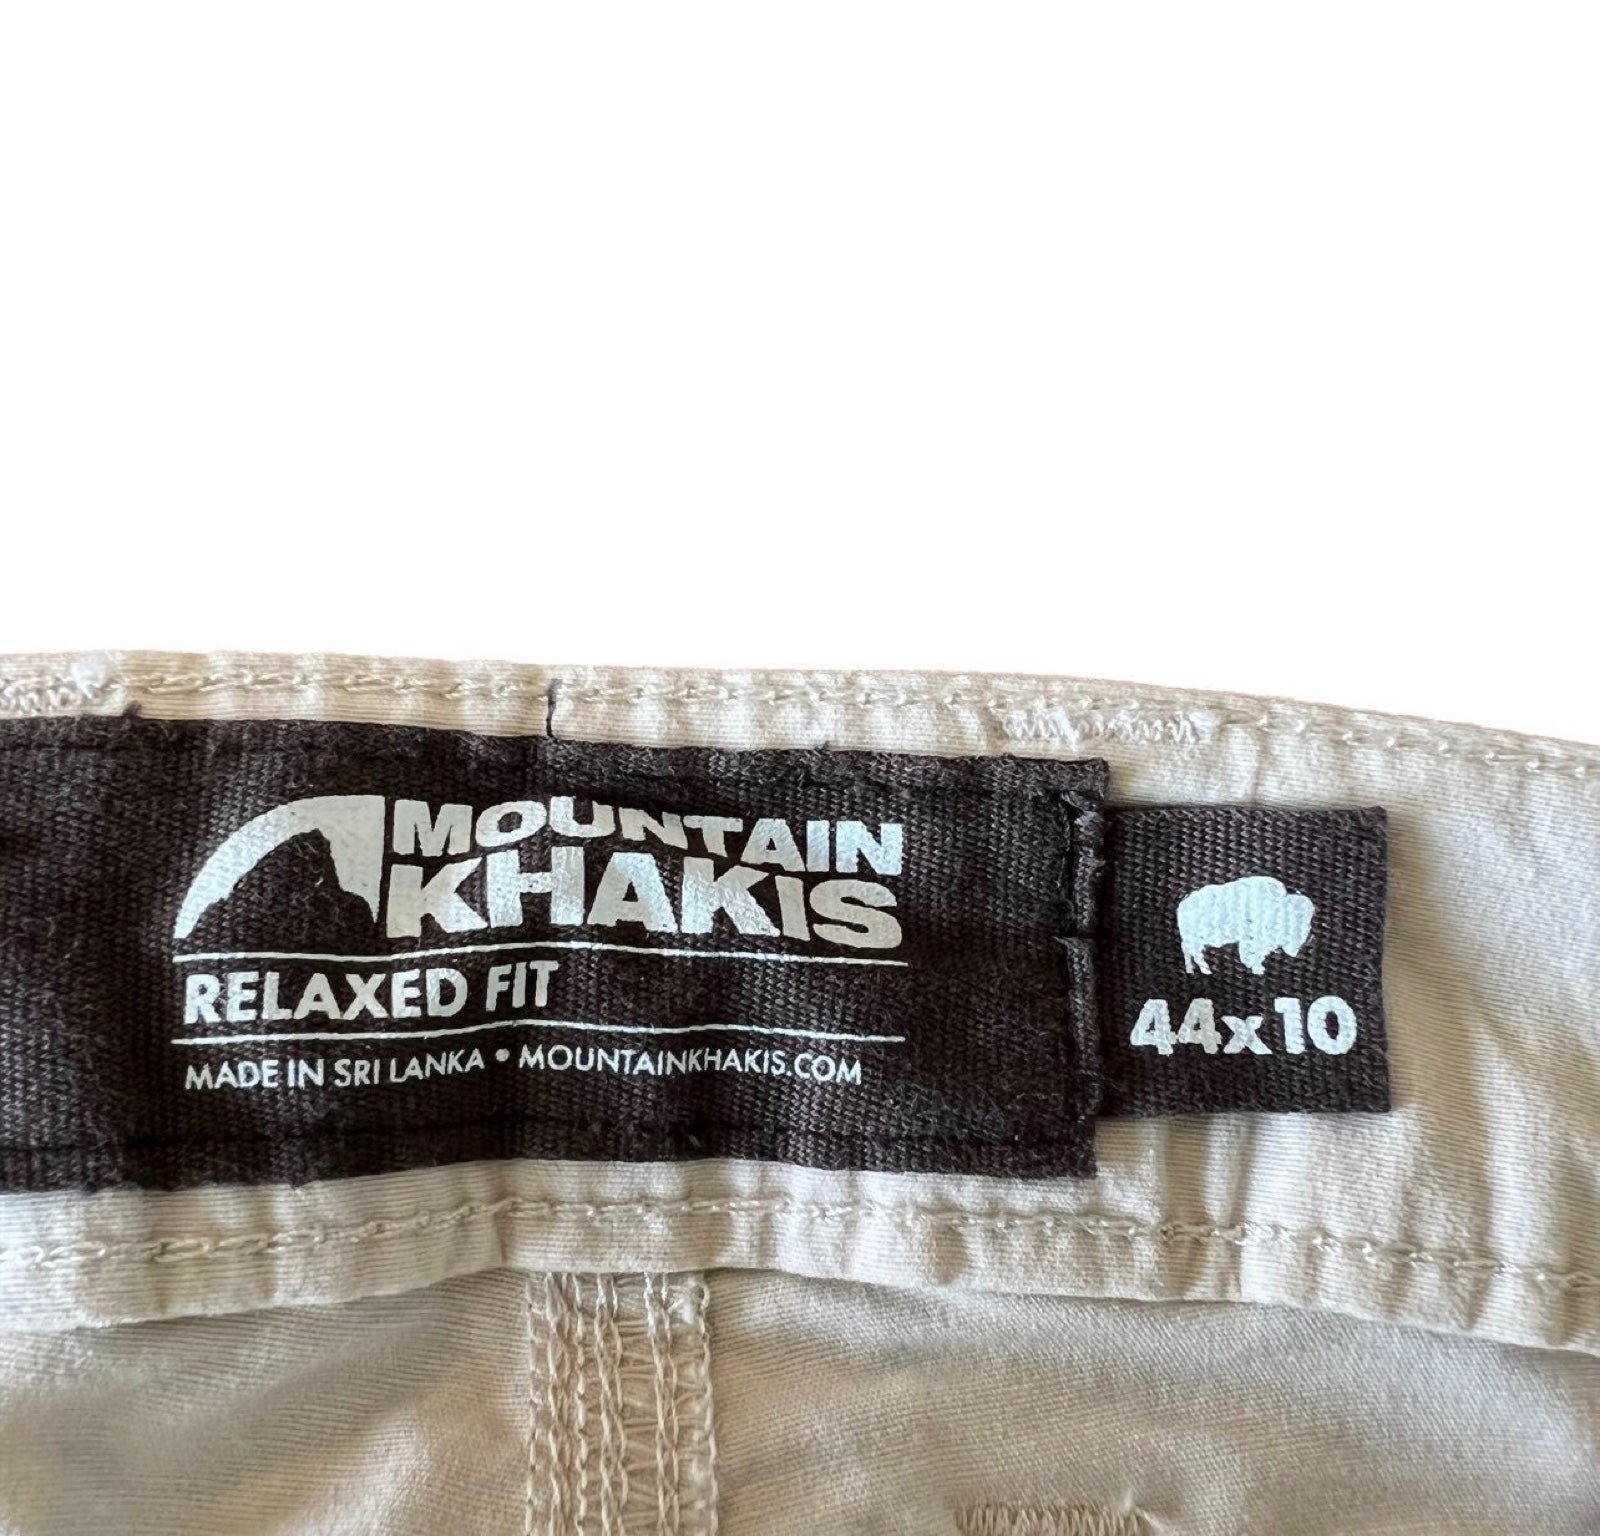 MOUNTAIN
KHAKIS
RELAXED FIT
MADE IN SRI LANKA • MOUNTAINKHAKIS.COM
44x10